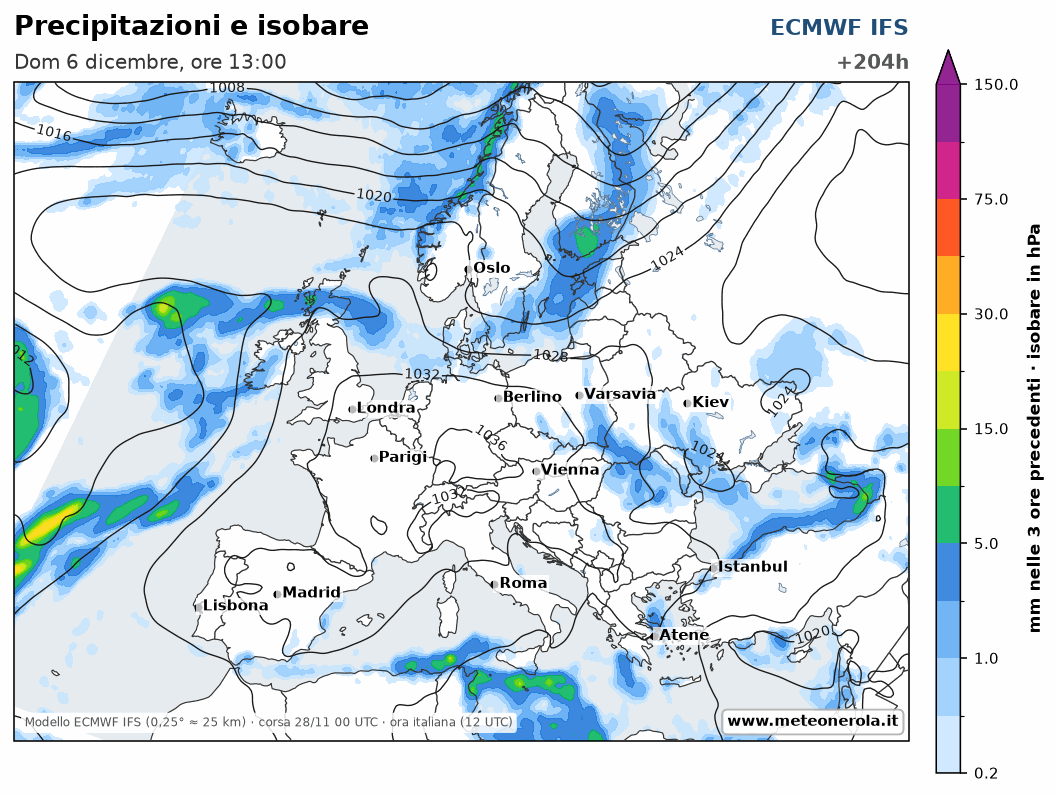 Precipitazioni e isobare
ECMWF IFS
Dom 6 dicembre, ore 13:00
+204h
1008
1016
1020
1024
Oslo
012
1028
1032
Berlino
Varsavia
Kiev
1024
Londra
1036
Parigi
1024
Vienna
1032
Istanbul
Roma
Madrid
Lisbona
Atene
1020
Modello ECMWF IFS (0,25° ≈ 25 km) · corsa 28/11 00 UTC · ora italiana (12 UTC)
www.meteonerola.it
150.0
75.0
30.0
15.0
5.0
1.0
0.2
mm nelle 3 ore precedenti · isobare in hPa